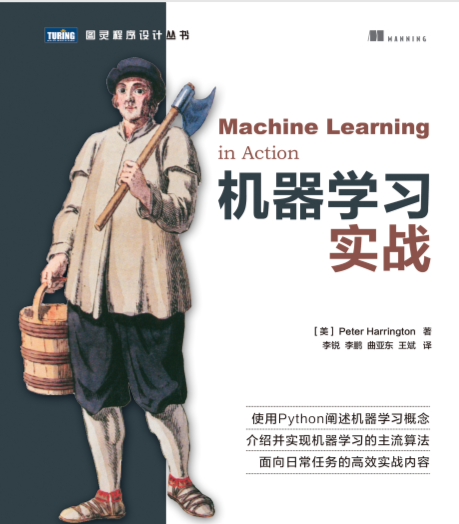 TURING 图灵程序设计丛书
MANNING
Machine Learning
in Action
机器学习
实战
［美］Peter Harrington 著
李锐 李鹏 曲亚东 王斌 译
使用Python阐述机器学习概念
介绍并实现机器学习的主流算法
面向日常任务的高效实战内容